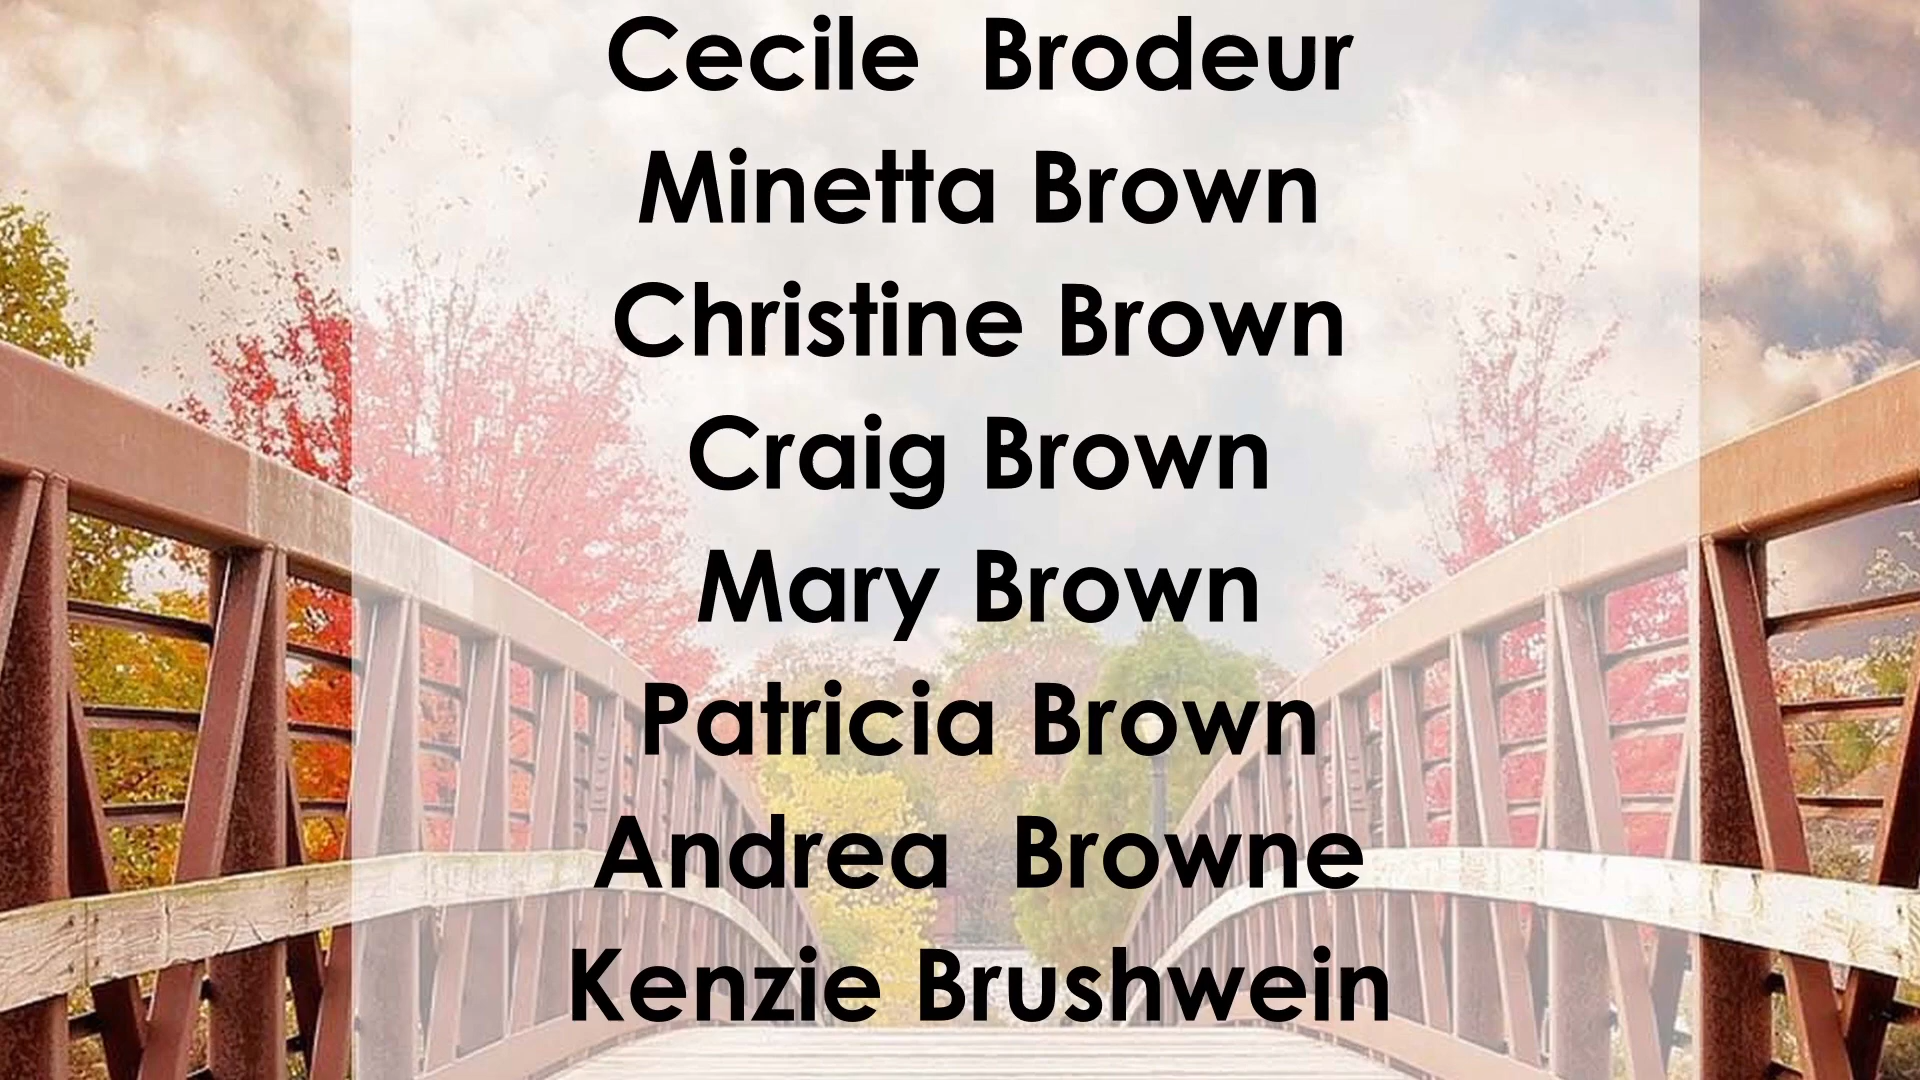 Cecile  Brodeur
Minetta Brown
Christine Brown
Craig Brown
Mary Brown
Patricia Brown
Andrea  Browne
Kenzie Brushwein